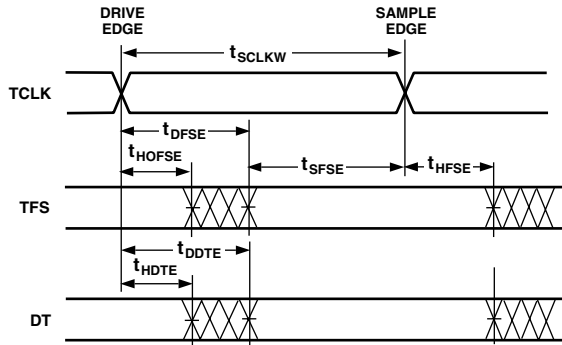 DRIVE EDGE
SAMPLE EDGE
tSCLKW
TCLK
tDFSE
tHOFSE
tSFSE
tHFSE
TFS
tDDTE
tHDTE
DT